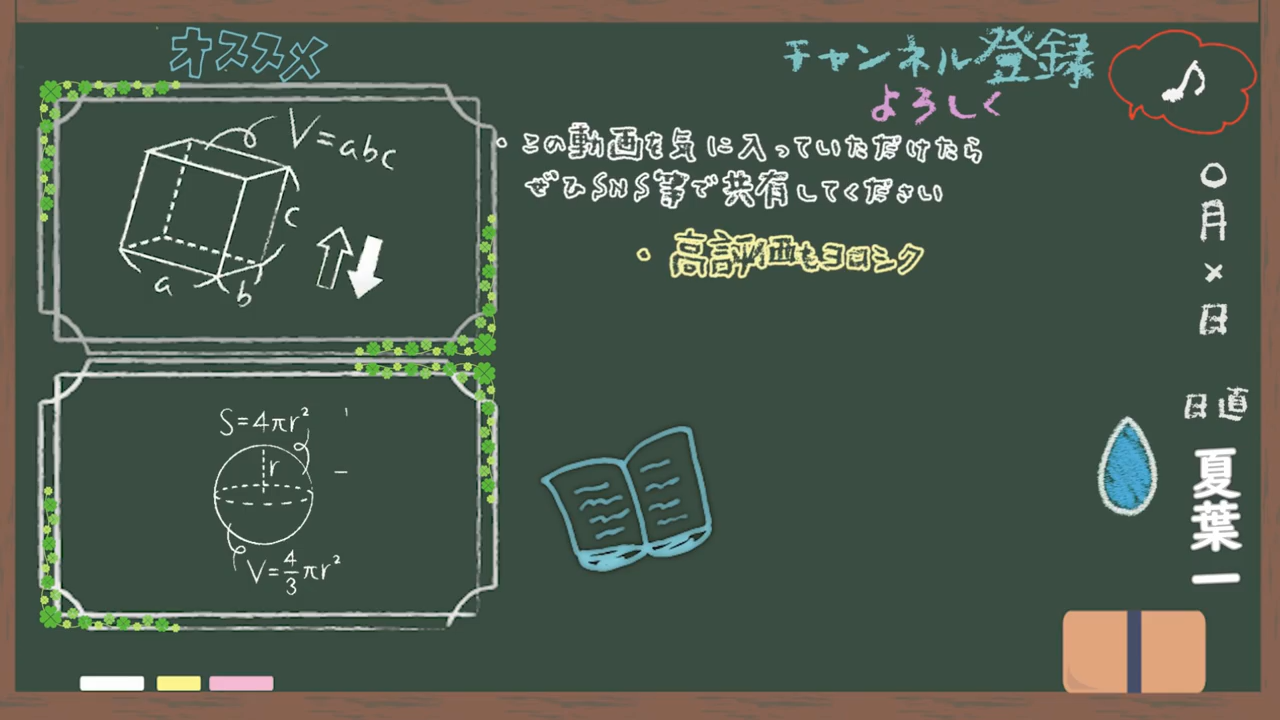 オススメ
チャンネル登録
よろしく
・この動画を気に入っていただけたら
ぜひSNS等で共有してください
・高評価もヨロシク
V=abc
c
a
b
S=4πr²
r
V=4/3πr³
〇月×日
日直
夏葉一